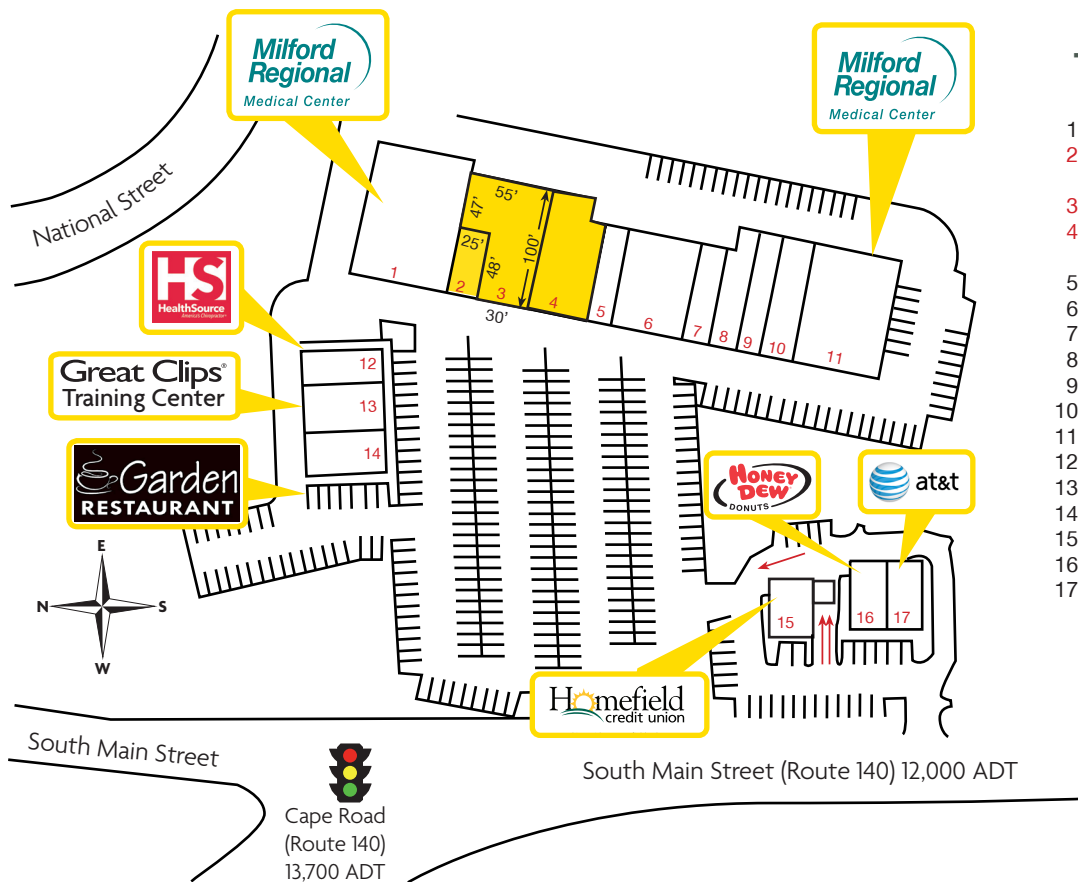 Milford
Regional
Medical Center
Milford
Regional
Medical Center
National Street
HS
HealthSource
America's Chiropractor
Great Clips®
Training Center
Garden
RESTAURANT
55'
47'
25'
48'
100'
30'
1
2
3
4
5
6
7
8
9
10
11
12
13
14
HONEY
DEW
DONUTS
at&t
15
16
17
E
N
S
W
Homefield
credit union
South Main Street
South Main Street (Route 140) 12,000 ADT
Cape Road
(Route 140)
13,700 ADT
1
2
3
4
5
6
7
8
9
10
11
12
13
14
15
16
17